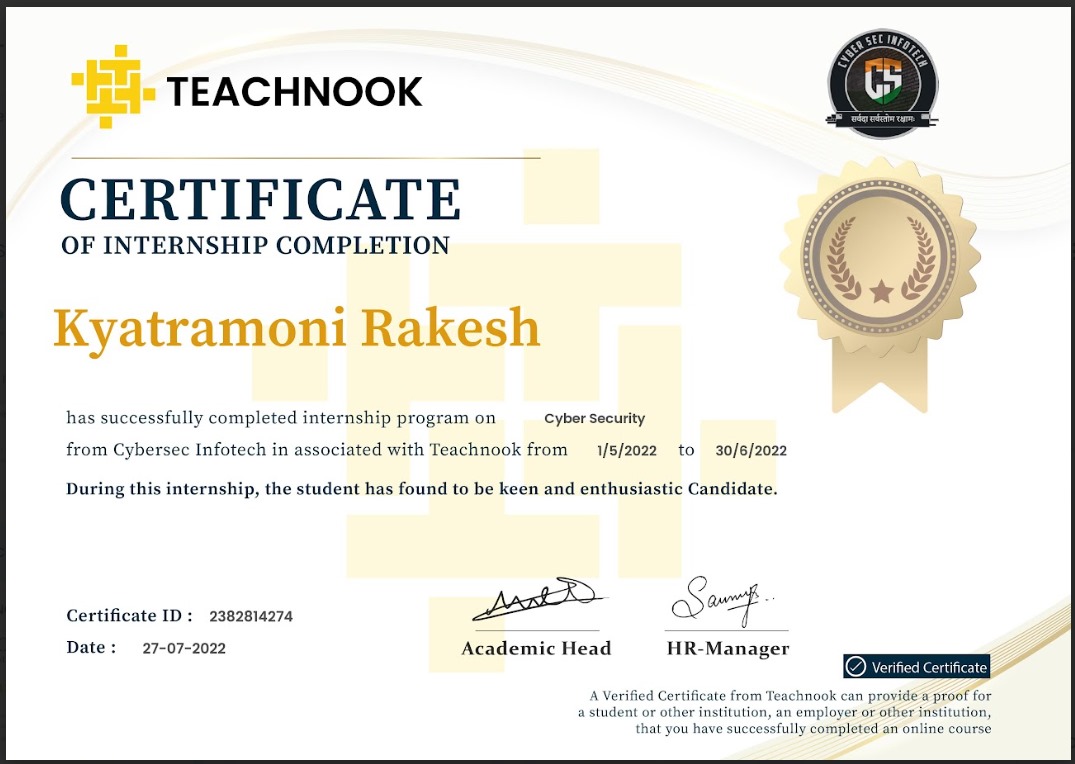 TEACHNOOK
CYBER SEC INFOTECH
CS
सर्वदा सर्वस्तोम रक्षामः
CERTIFICATE
OF INTERNSHIP COMPLETION
Kyatramoni Rakesh
has successfully completed internship program on Cyber Security
from Cybersec Infotech in associated with Teachnook from 1/5/2022 to 30/6/2022
During this internship, the student has found to be keen and enthusiastic Candidate.
Certificate ID : 2382814274
Date : 27-07-2022
Academic Head
HR-Manager
Verified Certificate
A Verified Certificate from Teachnook can provide a proof for
a student or other institution, an employer or other institution,
that you have successfully completed an online course